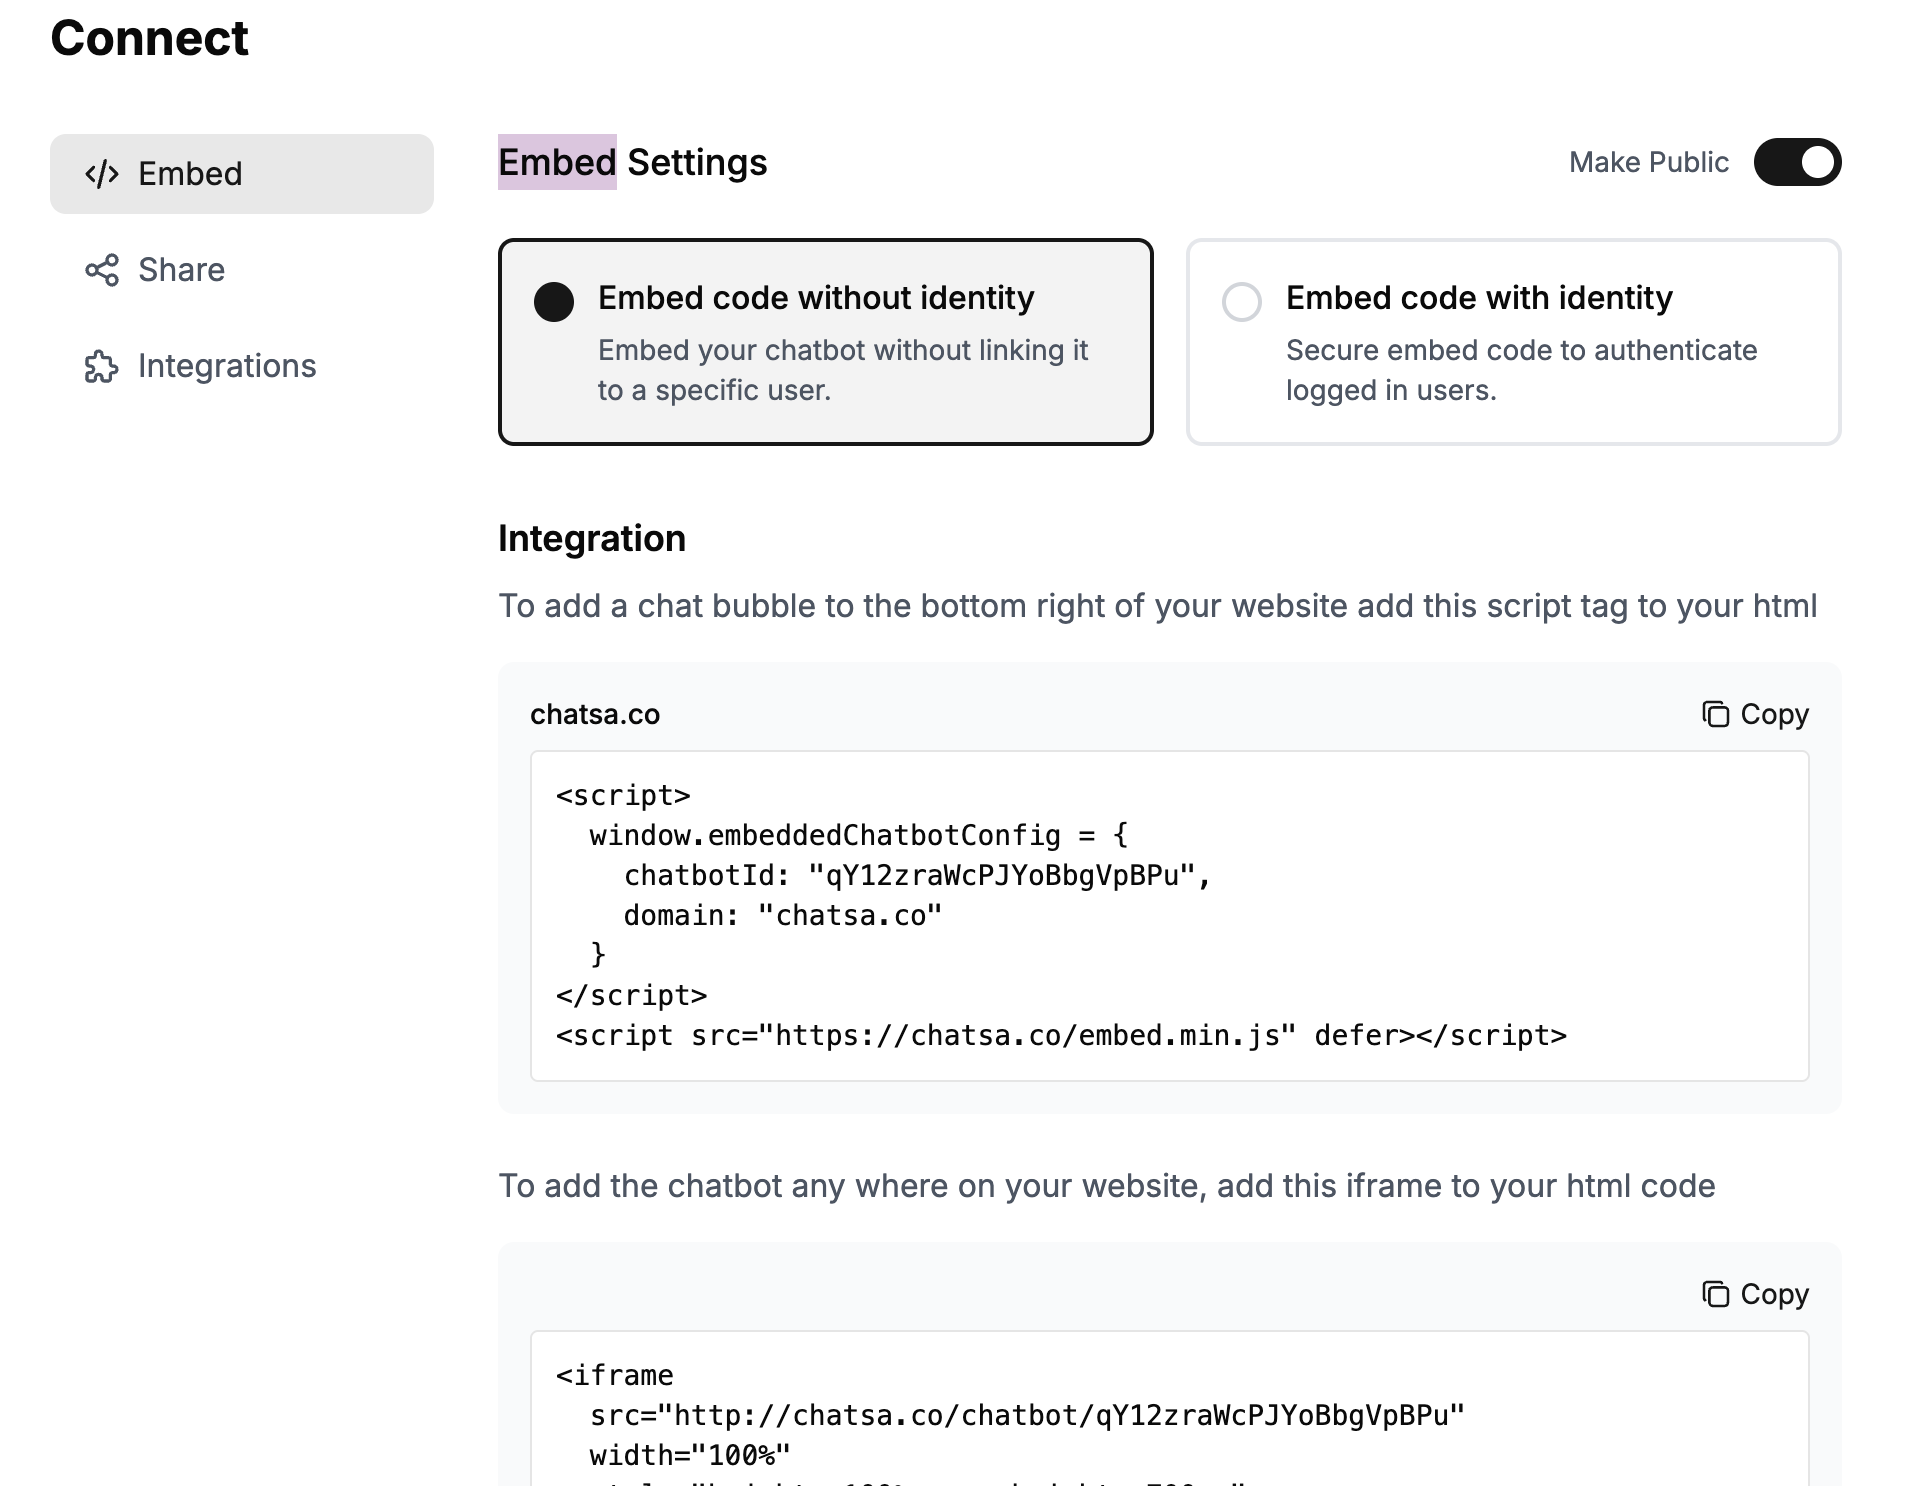 Connect
Embed
Share
Integrations
Embed Settings
Make Public
Embed code without identity
Embed your chatbot without linking it
to a specific user.
Embed code with identity
Secure embed code to authenticate
logged in users.
Integration
To add a chat bubble to the bottom right of your website add this script tag to your html
chatsa.co
Copy
<script>
  window.embeddedChatbotConfig = {
    chatbotId: "qY12zraWcPJYoBbgVpBPu",
    domain: "chatsa.co"
  }
</script>
<script src="https://chatsa.co/embed.min.js" defer></script>
To add the chatbot any where on your website, add this iframe to your html code
Copy
<iframe
  src="http://chatsa.co/chatbot/qY12zraWcPJYoBbgVpBPu"
  width="100%"